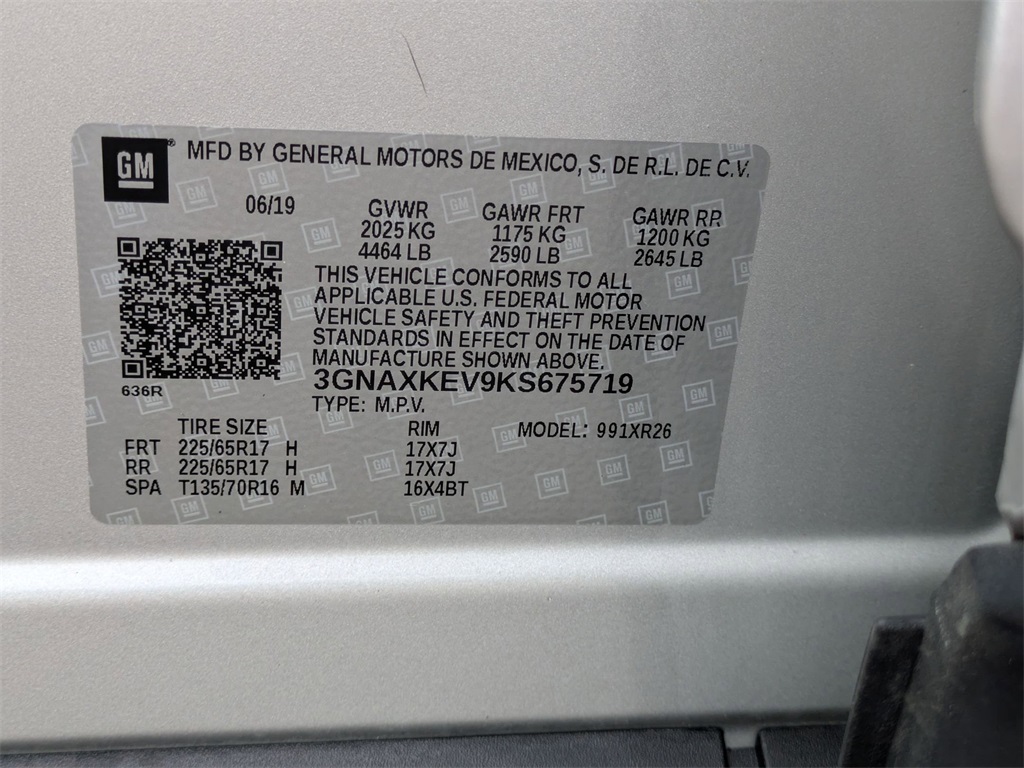 GM® MFD BY GENERAL MOTORS DE MEXICO, S. DE R.L. DE C.V.
06/19 GVWR GAWR FRT GAWR RR
2025 KG 1175 KG 1200 KG
4464 LB 2590 LB 2645 LB
THIS VEHICLE CONFORMS TO ALL
APPLICABLE U.S. FEDERAL MOTOR
VEHICLE SAFETY AND THEFT PREVENTION
STANDARDS IN EFFECT ON THE DATE OF
MANUFACTURE SHOWN ABOVE.
636R 3GNAXKEV9KS675719
TYPE: M.P.V.
TIRE SIZE RIM MODEL: 991XR26
FRT 225/65R17 H 17X7J
RR 225/65R17 H 17X7J
SPA T135/70R16 M 16X4BT